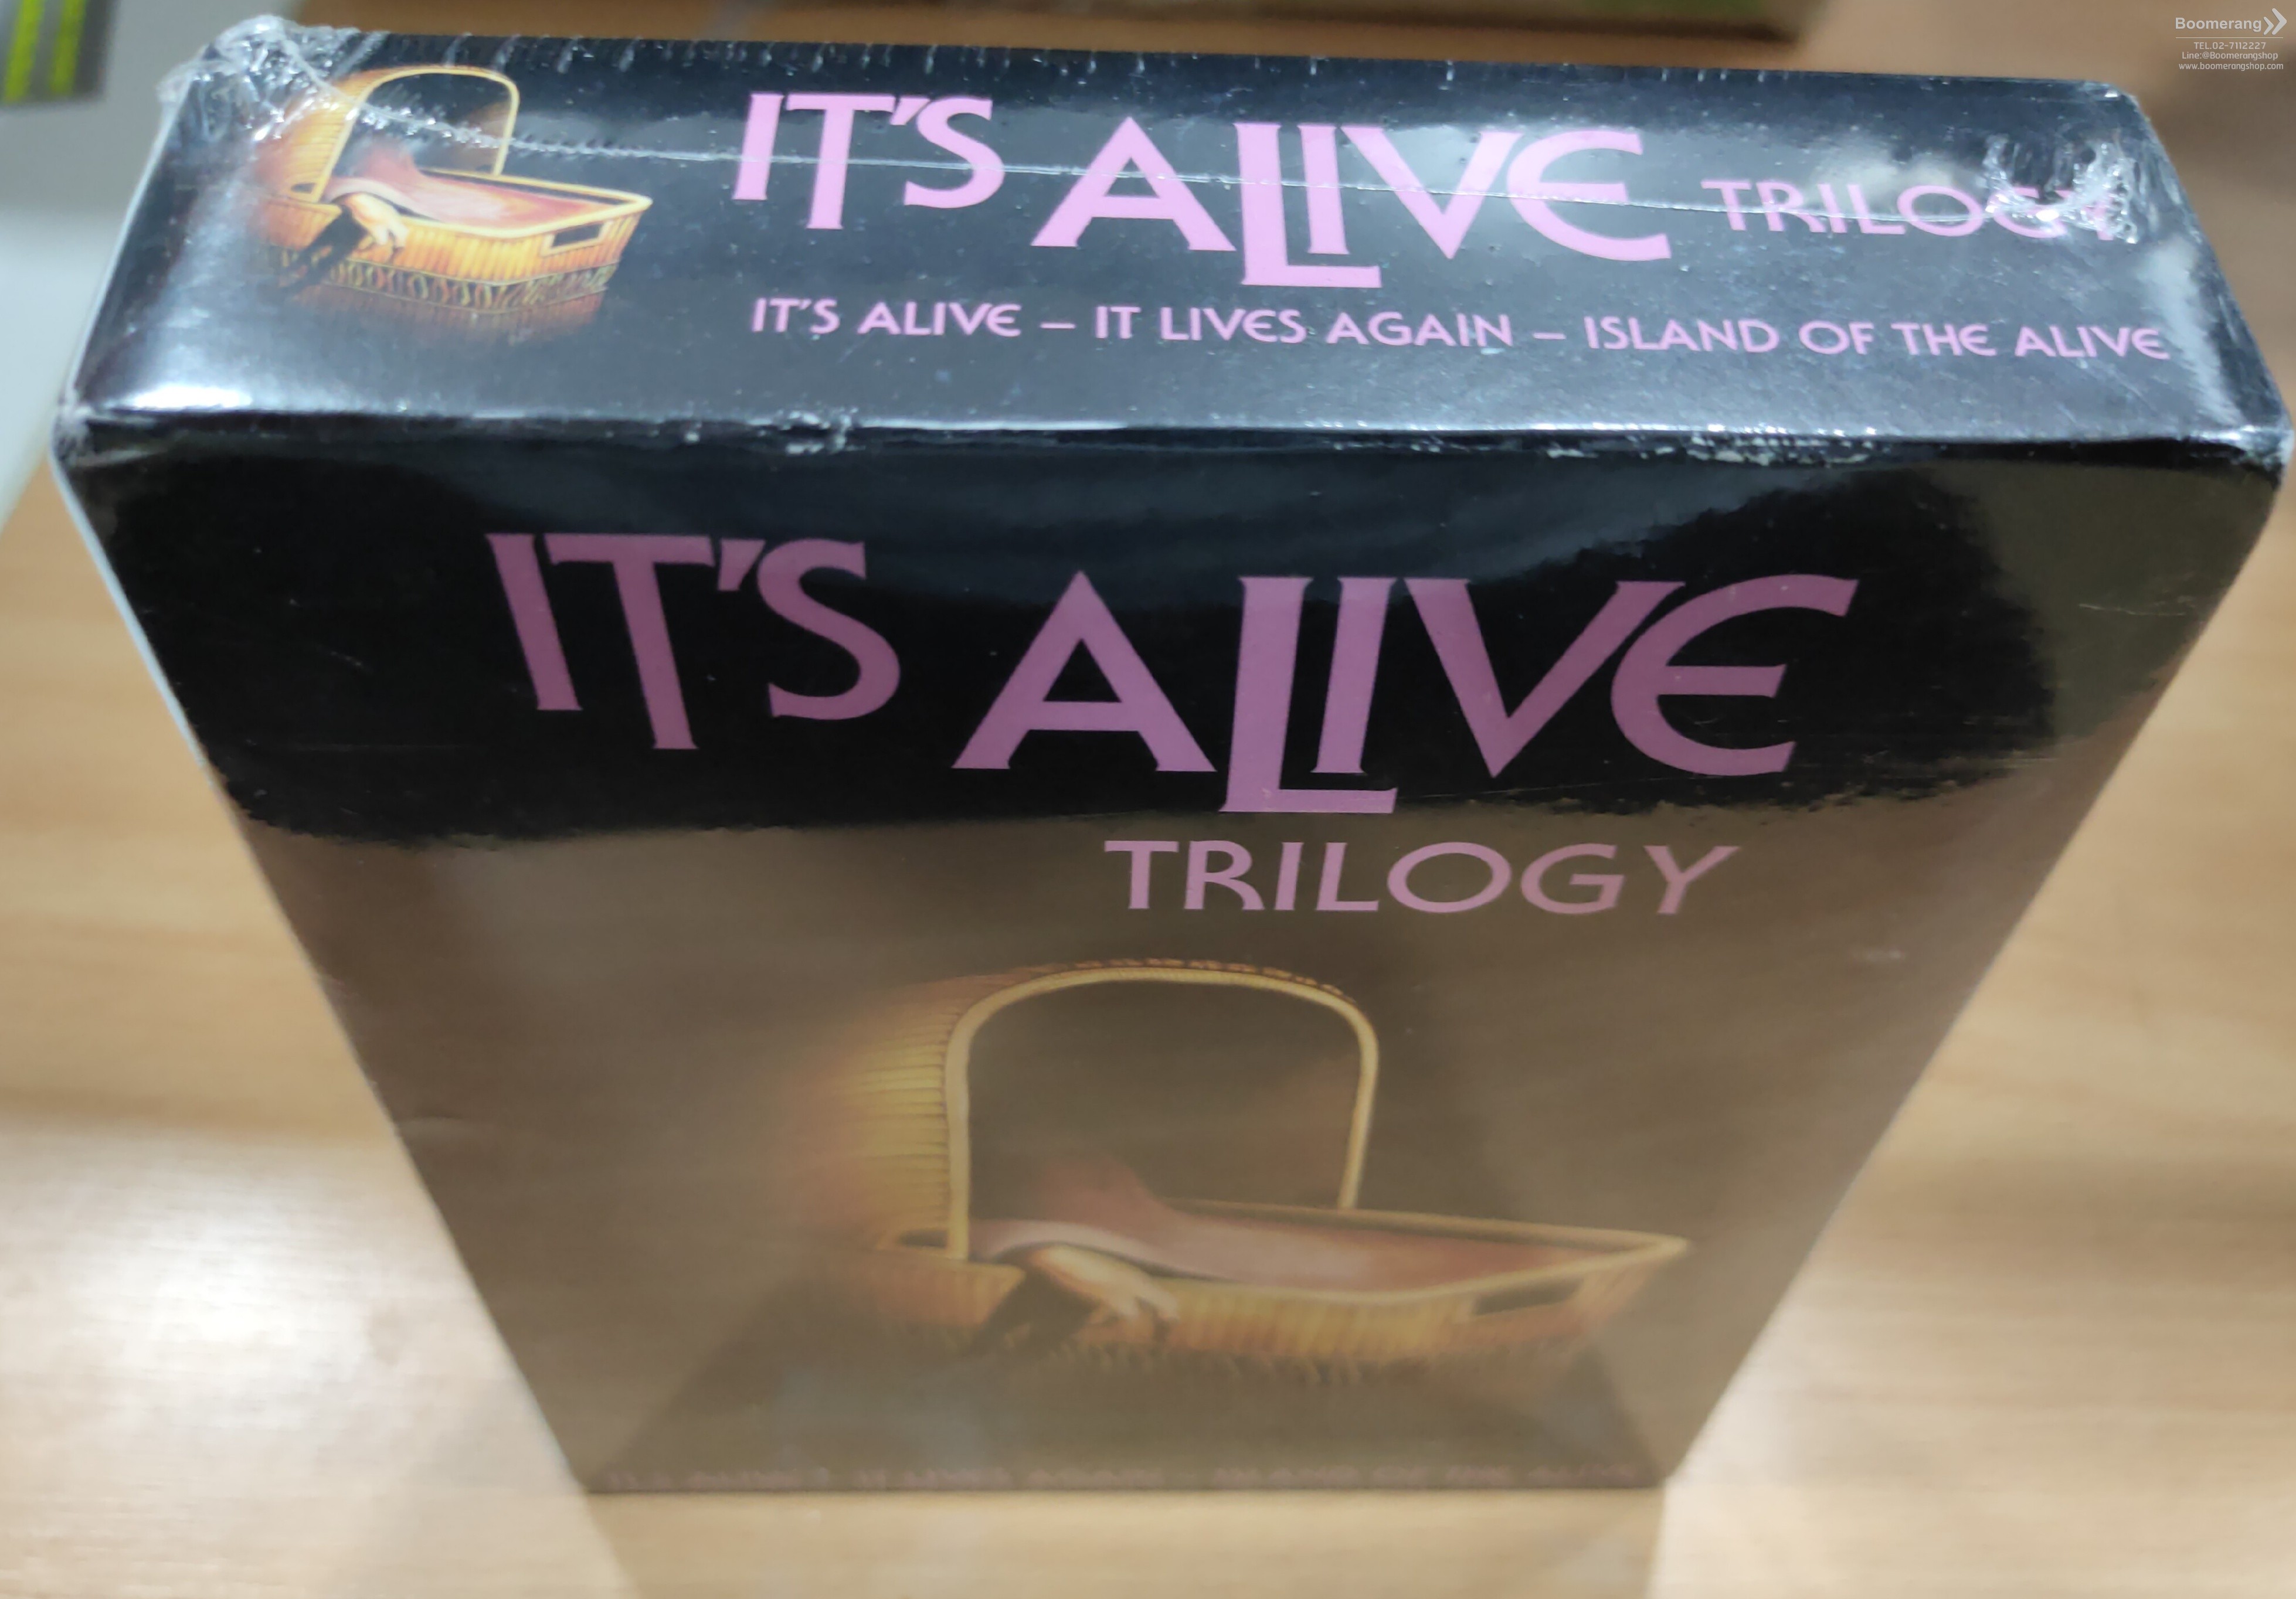 Boomerang
TEL.02-7112227
Line:@Boomerangshop
www.boomerangshop.com
IT'S ALIVE TRILOGY
IT'S ALIVE – IT LIVES AGAIN – ISLAND OF THE ALIVE
IT'S ALIVE
TRILOGY